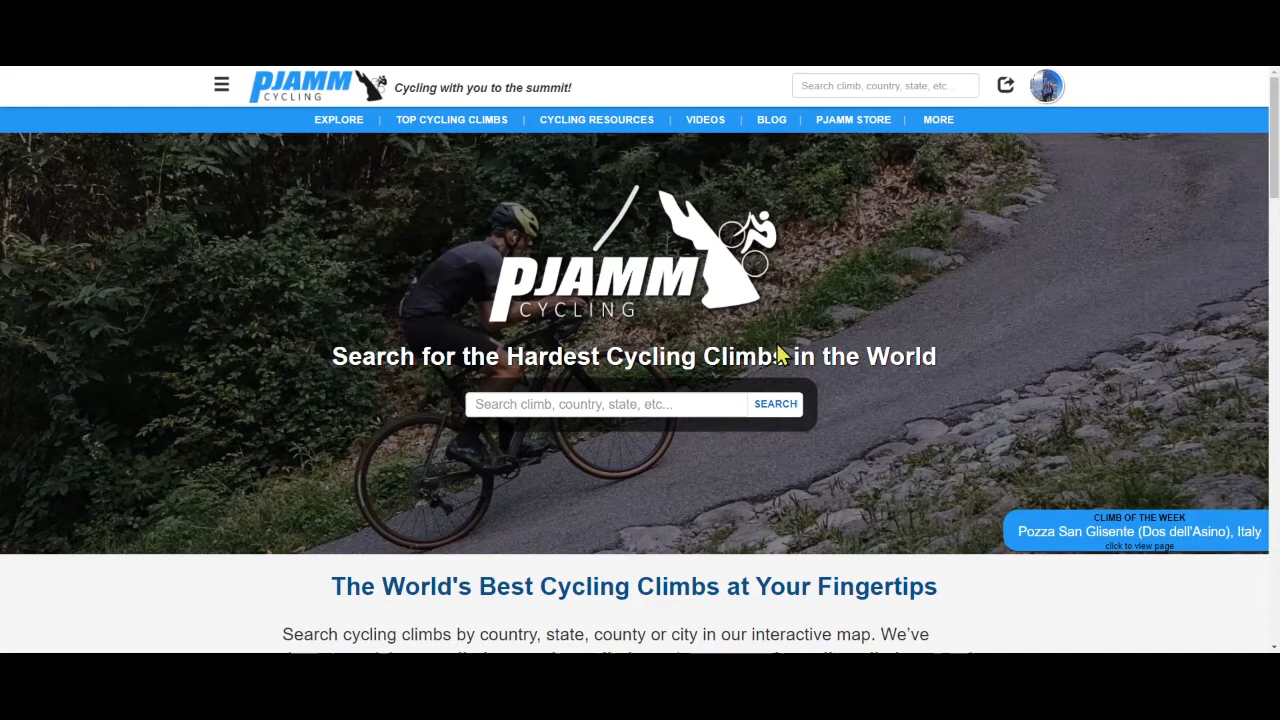 PJAMM
CYCLING
Cycling with you to the summit!
Search climb, country, state, etc...
EXPLORE | TOP CYCLING CLIMBS | CYCLING RESOURCES | VIDEOS | BLOG | PJAMM STORE | MORE
PJAMM
CYCLING
Search for the Hardest Cycling Climbs in the World
Search climb, country, state, etc...
SEARCH
CLIMB OF THE WEEK
Pozza San Glisente (Dos dell'Asino), Italy
click to view page
The World's Best Cycling Climbs at Your Fingertips
Search cycling climbs by country, state, county or city in our interactive map. We've